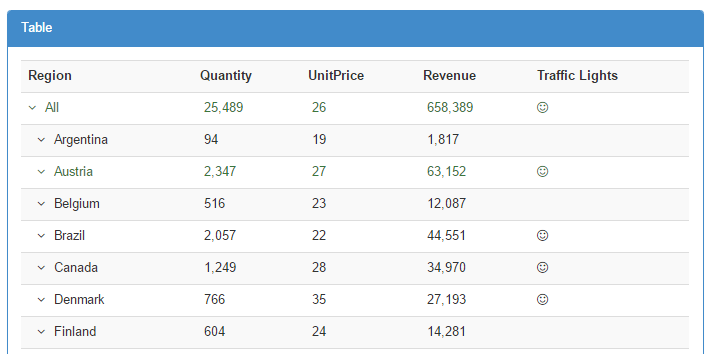 Table
Region Quantity UnitPrice Revenue Traffic Lights
All 25,489 26 658,389
Argentina 94 19 1,817
Austria 2,347 27 63,152
Belgium 516 23 12,087
Brazil 2,057 22 44,551
Canada 1,249 28 34,970
Denmark 766 35 27,193
Finland 604 24 14,281